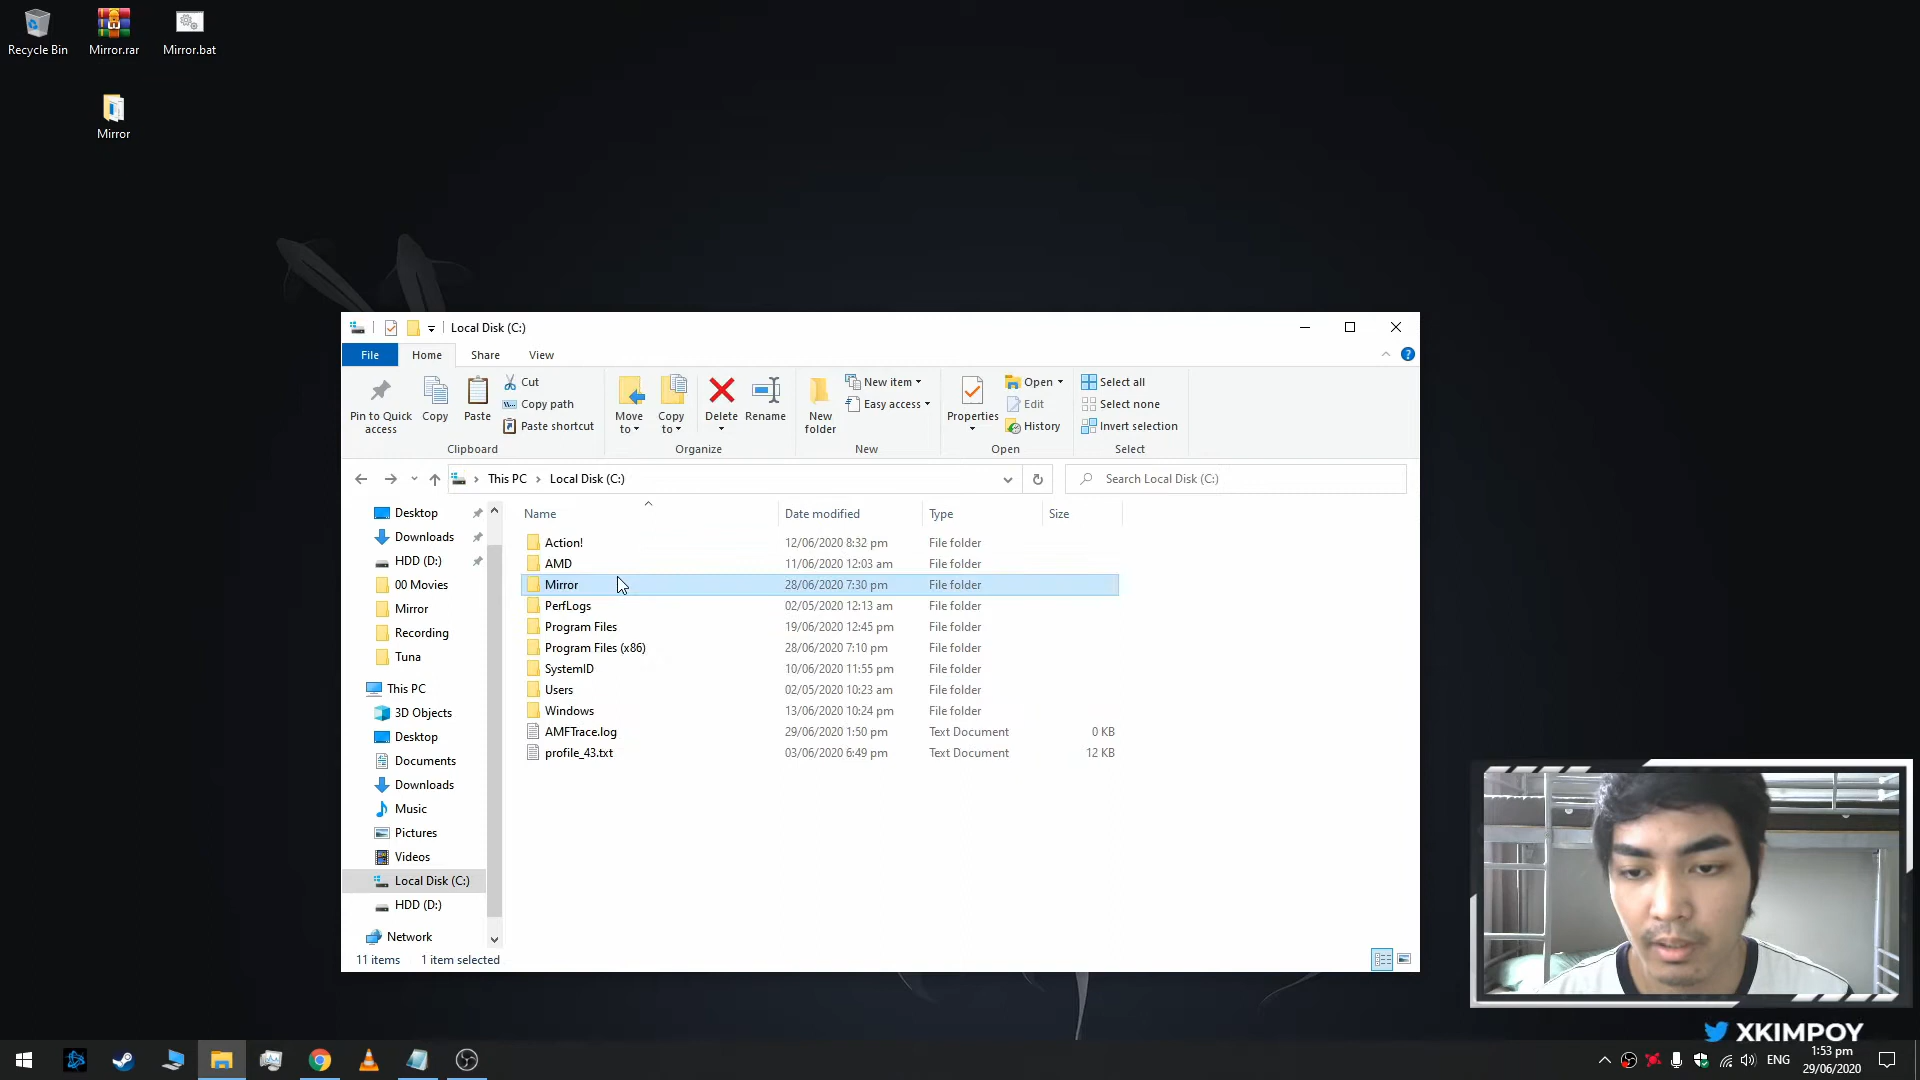 Recycle Bin
Mirror.rar
Mirror.bat
Mirror
Local Disk (C:)
File
Home
Share
View
Pin to Quick access
Copy
Paste
Cut
Copy path
Paste shortcut
Clipboard
Move to
Copy to
Delete
Rename
Organize
New folder
New item
Easy access
New
Properties
Open
Edit
History
Open
Select all
Select none
Invert selection
Select
This PC
Local Disk (C:)
Search Local Disk (C:)
Desktop
Downloads
HDD (D:)
00 Movies
Mirror
Recording
Tuna
This PC
3D Objects
Desktop
Documents
Downloads
Music
Pictures
Videos
Local Disk (C:)
HDD (D:)
Network
Name Date modified Type Size
Action! 12/06/2020 8:32 pm File folder
AMD 11/06/2020 12:03 am File folder
Mirror 28/06/2020 7:30 pm File folder
PerfLogs 02/05/2020 12:13 am File folder
Program Files 19/06/2020 12:45 pm File folder
Program Files (x86) 28/06/2020 7:10 pm File folder
SystemID 10/06/2020 11:55 pm File folder
Users 02/05/2020 10:23 am File folder
Windows 13/06/2020 10:24 pm File folder
AMFTrace.log 29/06/2020 1:50 pm Text Document 0 KB
profile_43.txt 03/06/2020 6:49 pm Text Document 12 KB
11 items 1 item selected
XKIMPOY
ENG
1:53 pm
29/06/2020